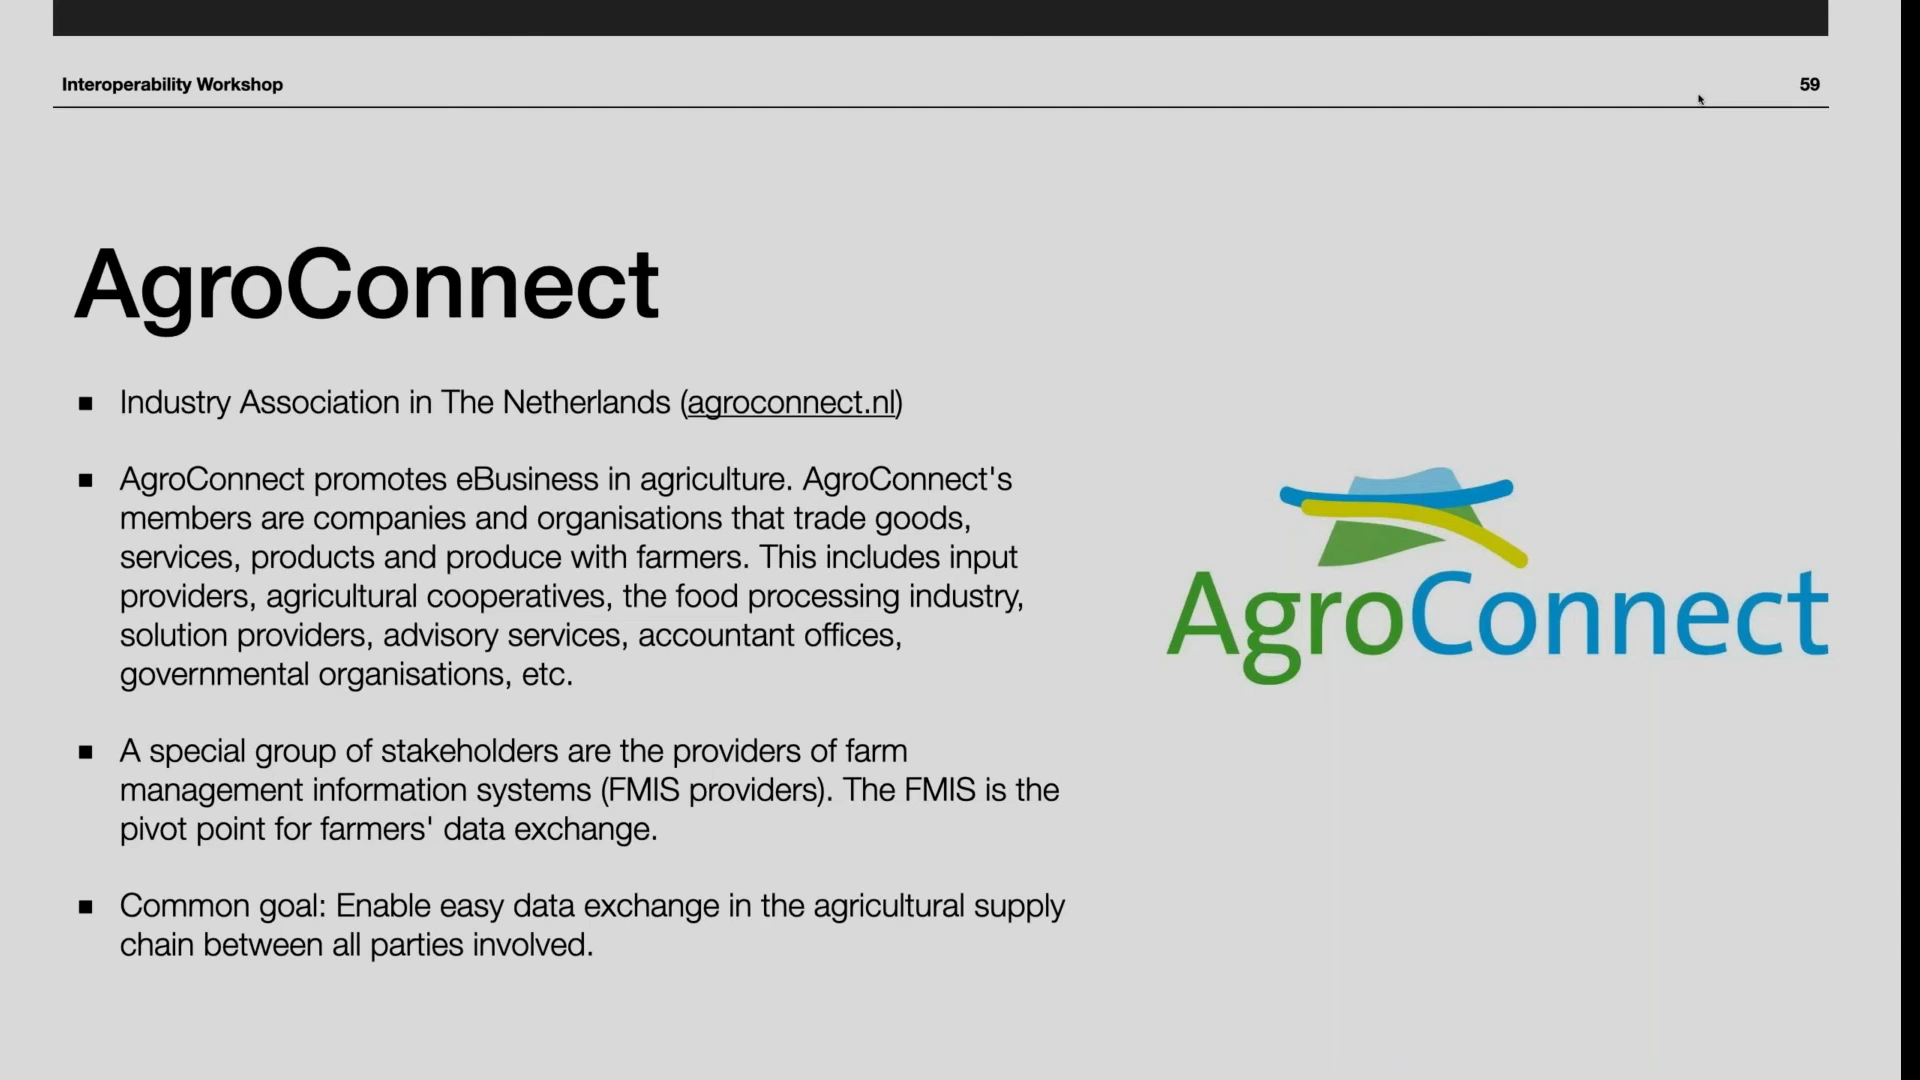 Interoperability Workshop
59
AgroConnect
▪ Industry Association in The Netherlands (agroconnect.nl)
▪ AgroConnect promotes eBusiness in agriculture. AgroConnect's
members are companies and organisations that trade goods,
services, products and produce with farmers. This includes input
providers, agricultural cooperatives, the food processing industry,
solution providers, advisory services, accountant offices,
governmental organisations, etc.
▪ A special group of stakeholders are the providers of farm
management information systems (FMIS providers). The FMIS is the
pivot point for farmers' data exchange.
▪ Common goal: Enable easy data exchange in the agricultural supply
chain between all parties involved.
AgroConnect